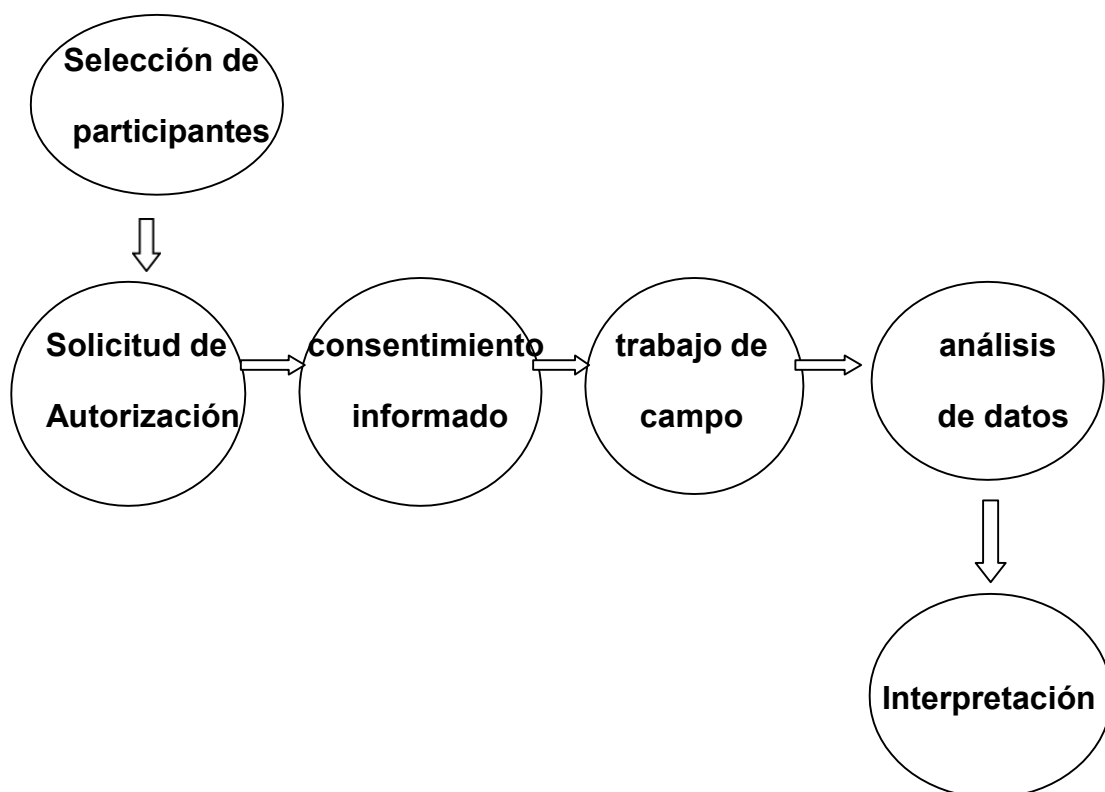 Selección de
participantes
Solicitud de
Autorización
consentimiento
informado
trabajo de
campo
análisis
de datos
Interpretación